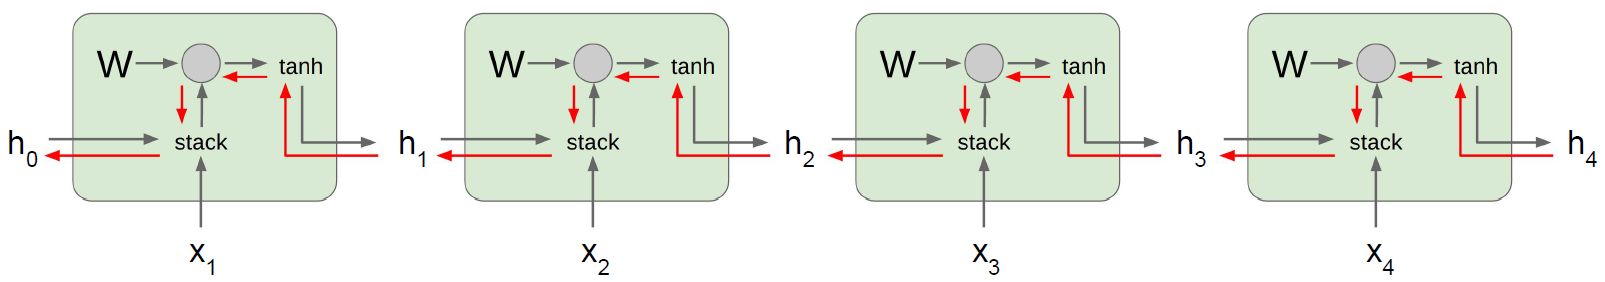 W tanh W tanh W tanh W tanh
h0 stack h1 stack h2 stack h3 stack h4
x1 x2 x3 x4